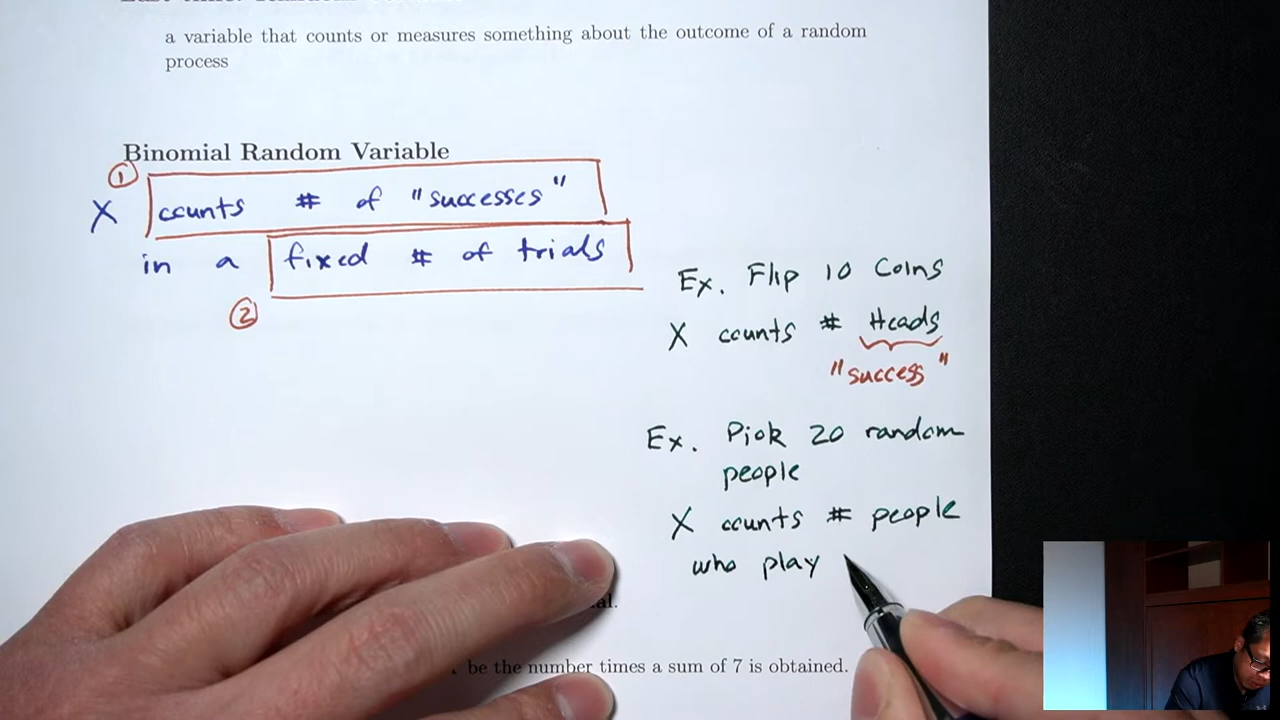 a variable that counts or measures something about the outcome of a random
process
Binomial Random Variable
①
X counts # of "successes"
in a fixed # of trials
②
Ex. Flip 10 Coins
X counts # Heads
"success"
Ex. Pick 20 random
people
X counts # people
who play
be the number times a sum of 7 is obtained.